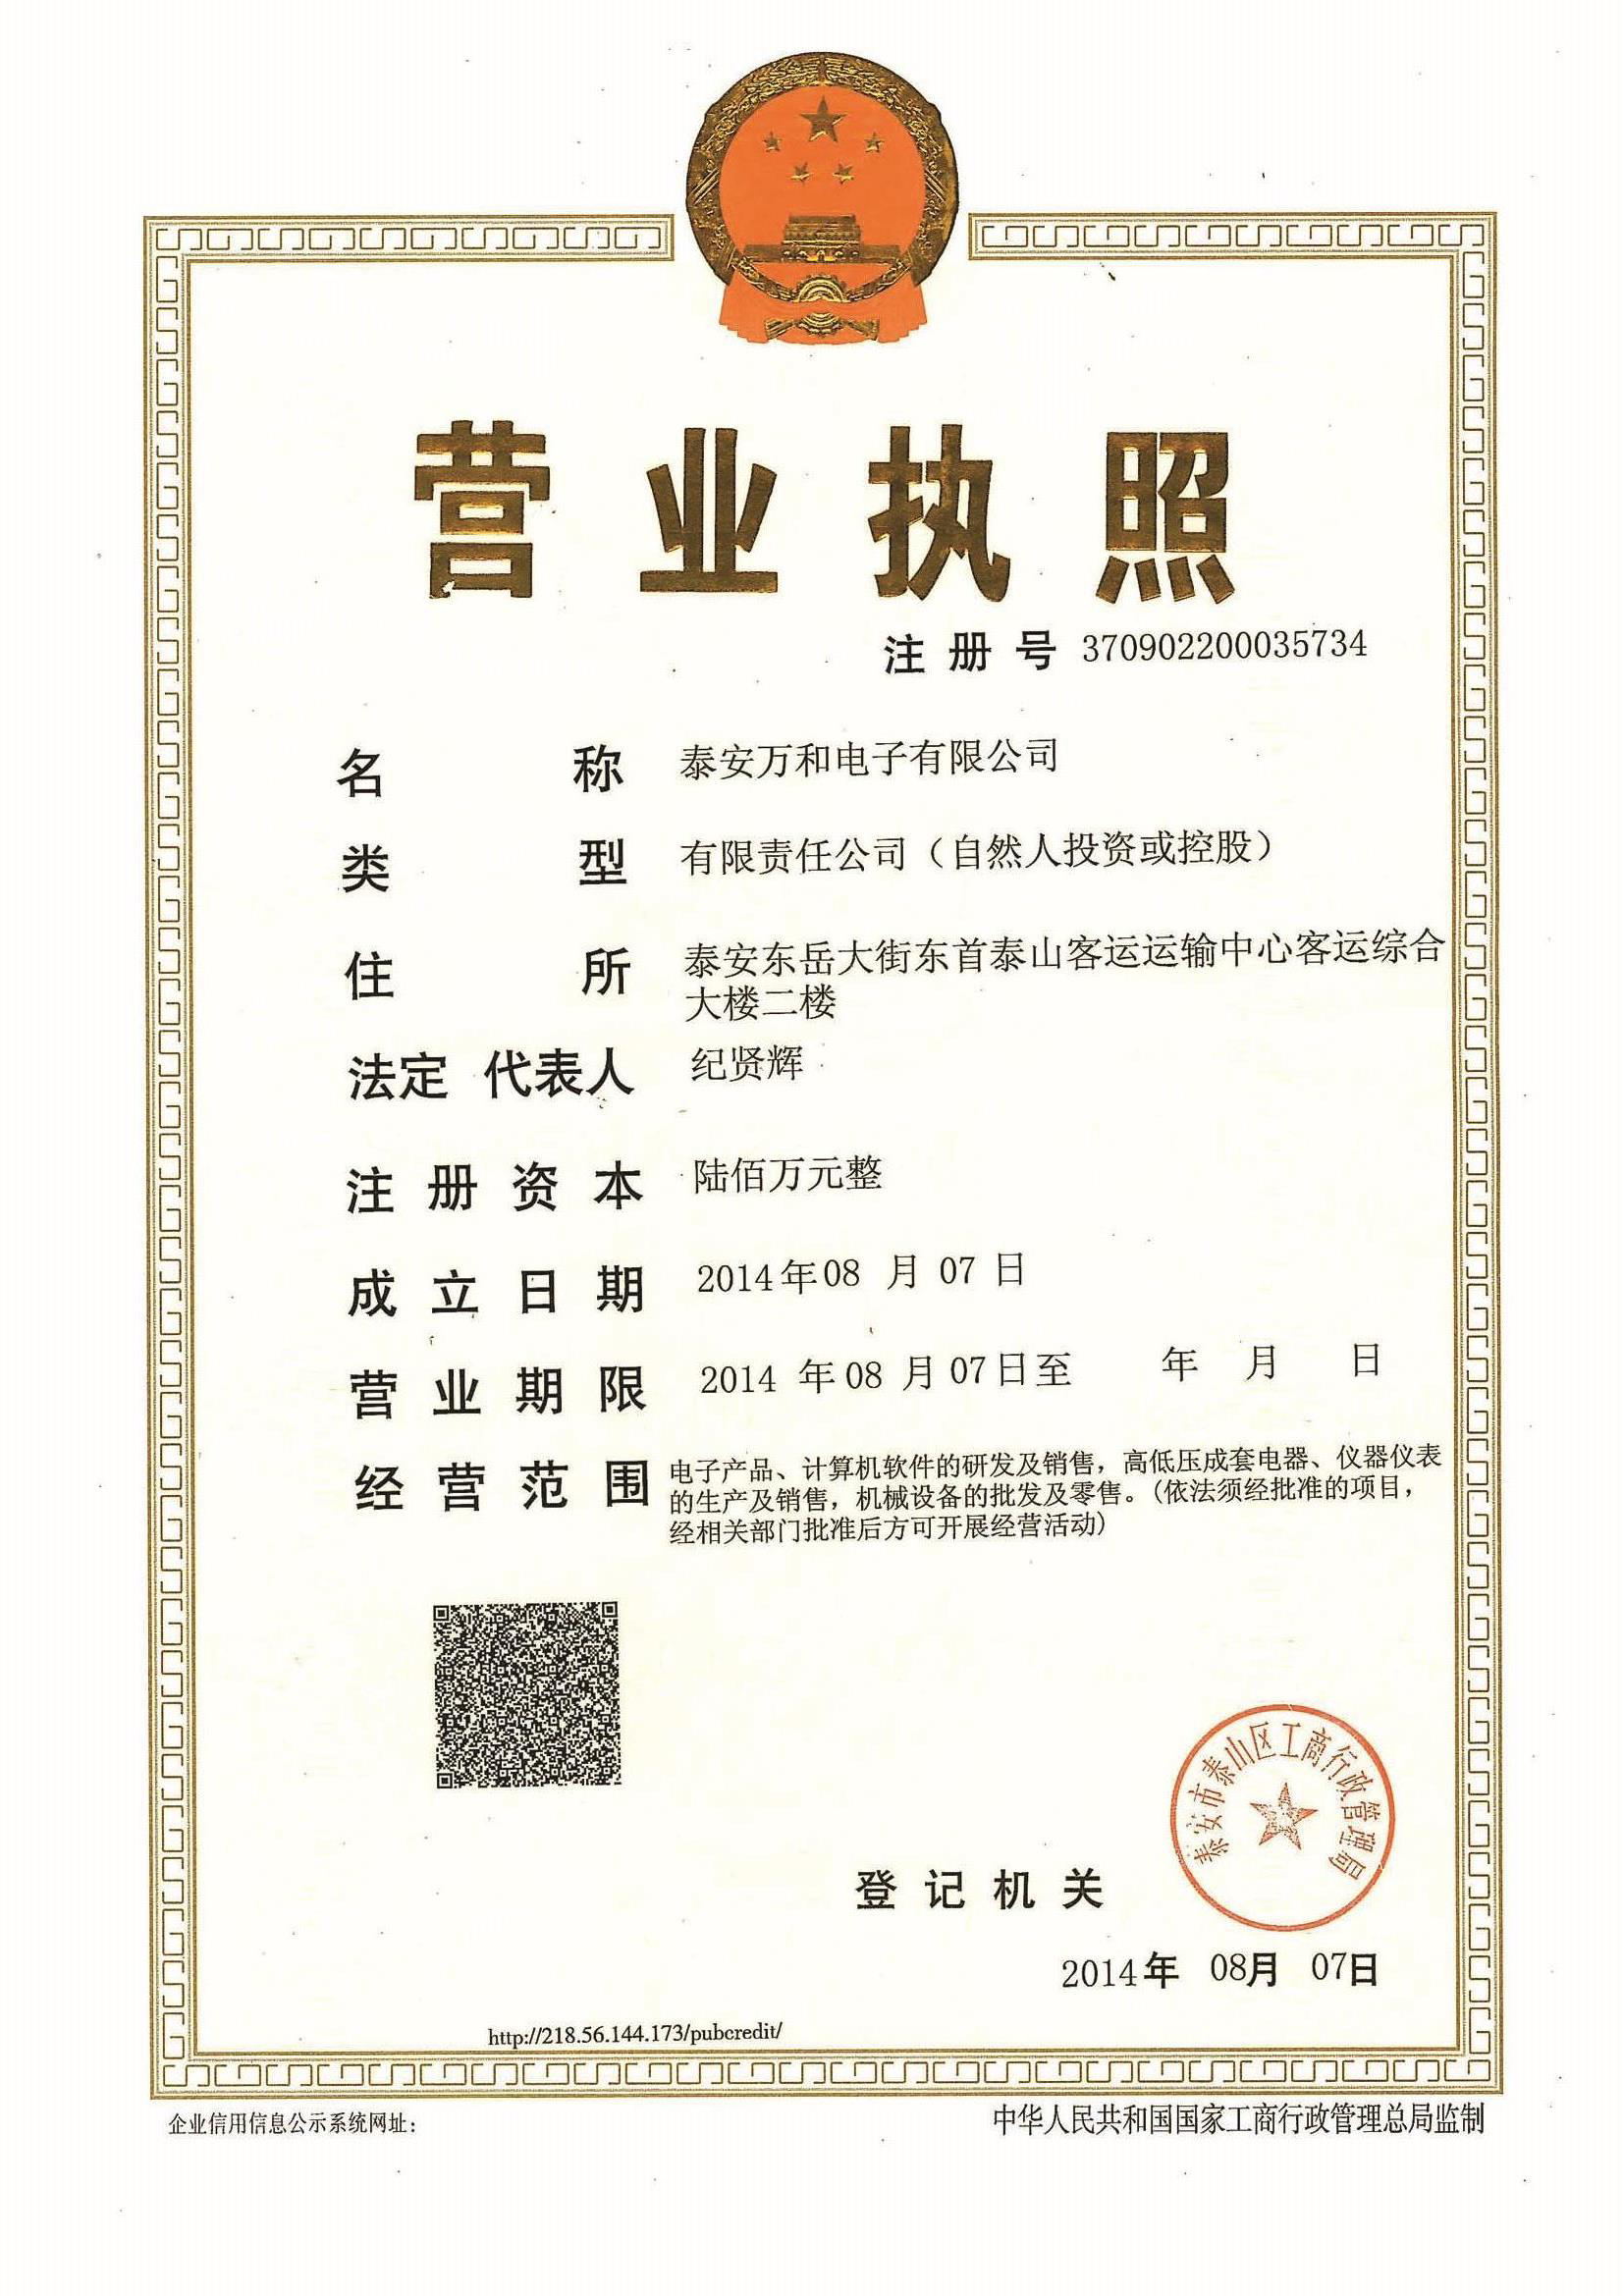 营业执照
注册号 370902200035734
名称 泰安万和电子有限公司
类型 有限责任公司（自然人投资或控股）
住所 泰安东岳大街东首泰山客运运输中心客运综合
大楼二楼
法定代表人 纪贤辉
注册资本 陆佰万元整
成立日期 2014年08月07日
营业期限 2014年08月07日至 年 月 日
经营范围 电子产品、计算机软件的研发及销售，高低压成套电器、仪器仪表
的生产及销售，机械设备的批发及零售。(依法须经批准的项目，
经相关部门批准后方可开展经营活动)
泰安市泰山区工商行政管理局
登记机关
2014年 08月 07日
http://218.56.144.173/pubcredit/
企业信用信息公示系统网址：
中华人民共和国国家工商行政管理总局监制